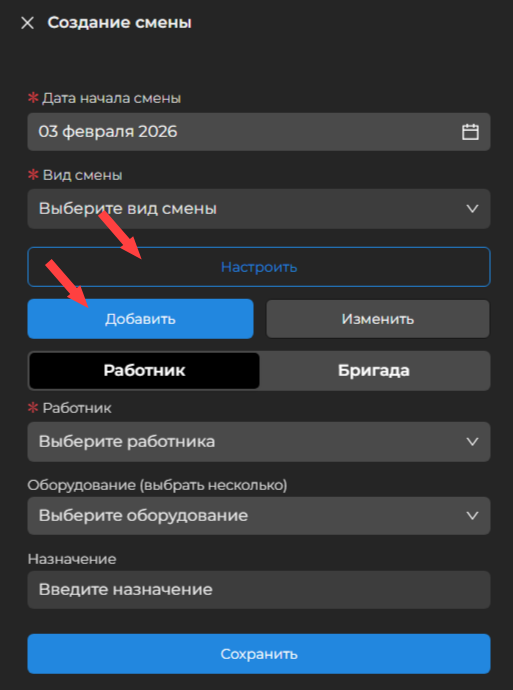 Создание смены
* Дата начала смены
03 февраля 2026
* Вид смены
Выберите вид смены
Настроить
Добавить Изменить
Работник Бригада
* Работник
Выберите работника
Оборудование (выбрать несколько)
Выберите оборудование
Назначение
Введите назначение
Сохранить